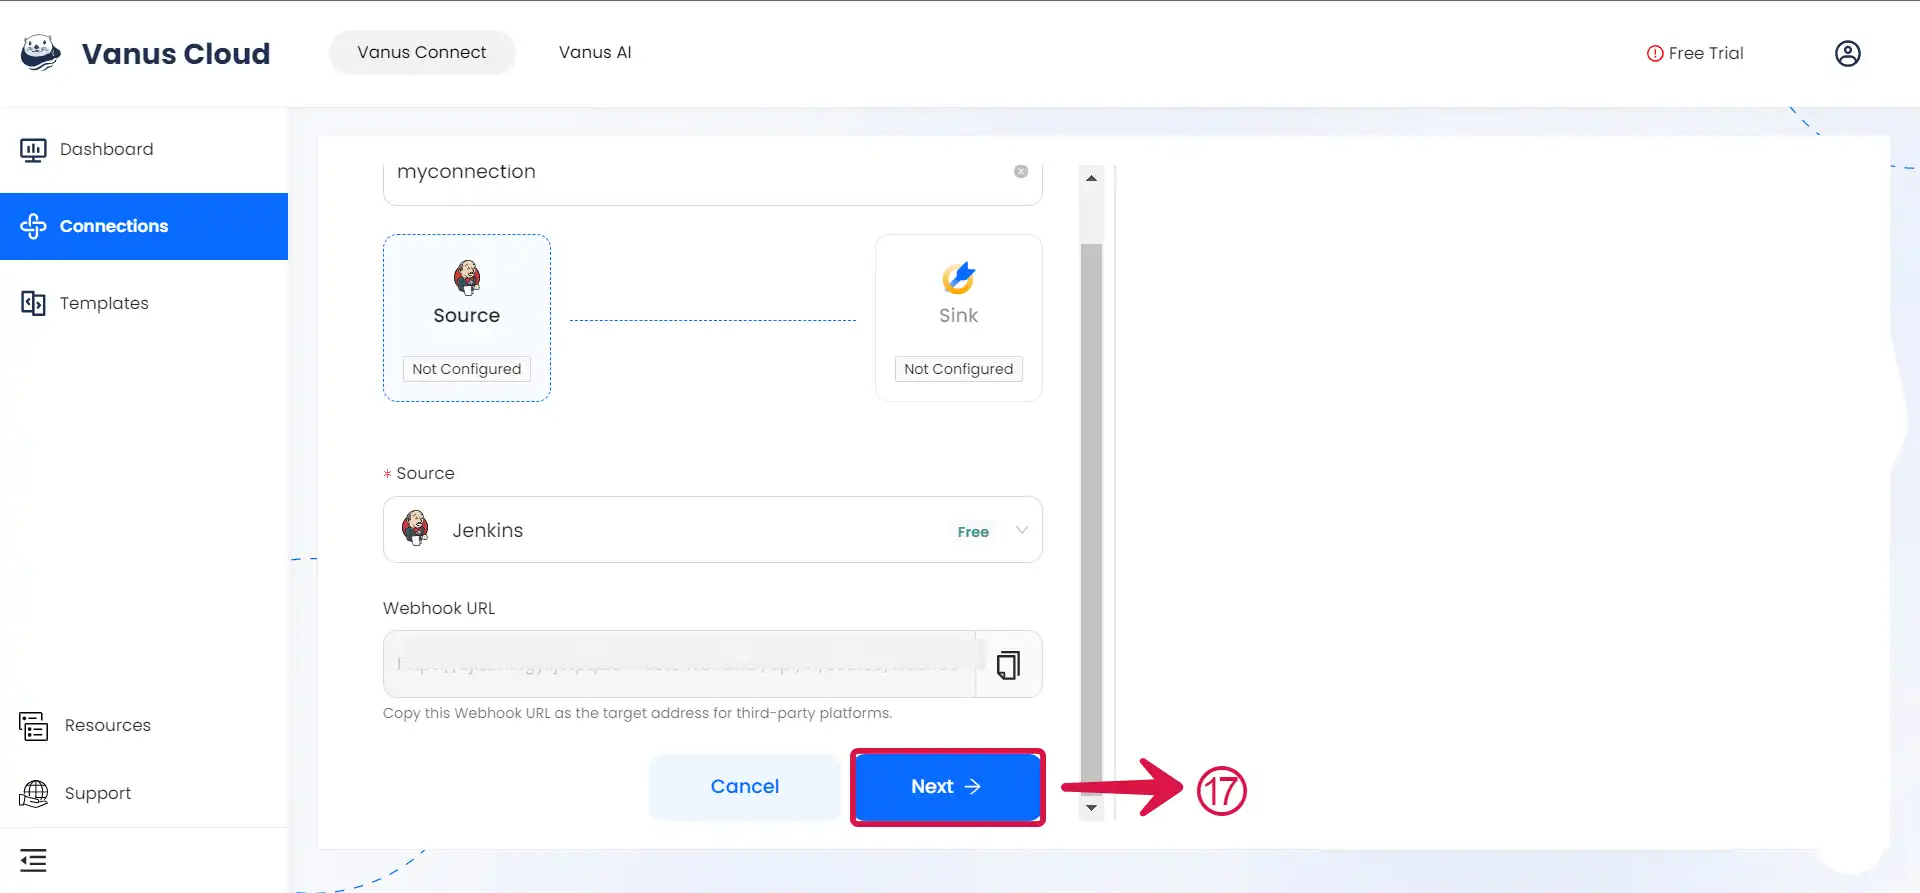 Vanus Cloud
Vanus Connect
Vanus AI
Free Trial
Dashboard
Connections
Templates
Resources
Support
myconnection
Source
Not Configured
Sink
Not Configured
* Source
Jenkins
Free
Webhook URL
Copy this Webhook URL as the target address for third-party platforms.
Cancel
Next →
⑰